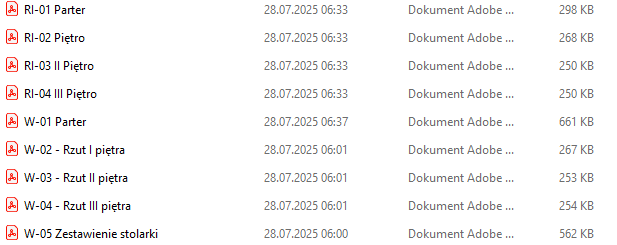 RI-01 Parter 28.07.2025 06:33 Dokument Adobe ... 298 KB
RI-02 Piętro 28.07.2025 06:33 Dokument Adobe ... 268 KB
RI-03 II Piętro 28.07.2025 06:33 Dokument Adobe ... 250 KB
RI-04 III Piętro 28.07.2025 06:33 Dokument Adobe ... 250 KB
W-01 Parter 28.07.2025 06:37 Dokument Adobe ... 661 KB
W-02 - Rzut I piętra 28.07.2025 06:01 Dokument Adobe ... 267 KB
W-03 - Rzut II piętra 28.07.2025 06:01 Dokument Adobe ... 253 KB
W-04 - Rzut III piętra 28.07.2025 06:01 Dokument Adobe ... 254 KB
W-05 Zestawienie stolarki 28.07.2025 06:00 Dokument Adobe ... 562 KB